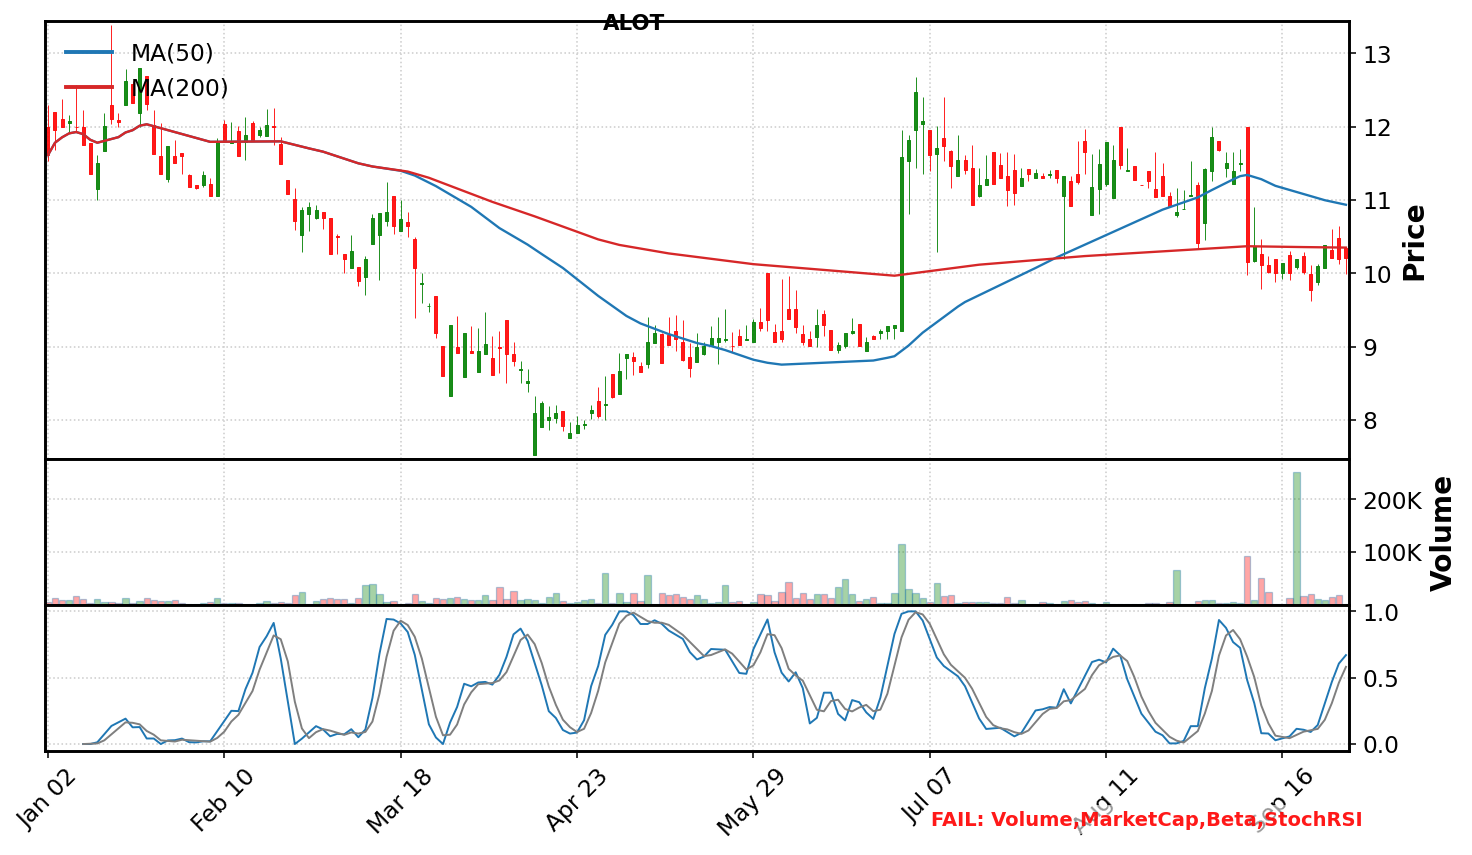 ALOT
MA(50)
MA(200)
13
12
11
10
9
8
Price
200K
100K
Volume
1.0
0.5
0.0
Jan 02
Feb 10
Mar 18
Apr 23
May 29
Jul 07
Aug 11
Sep 16
FAIL: Volume,MarketCap,Beta,StochRSI